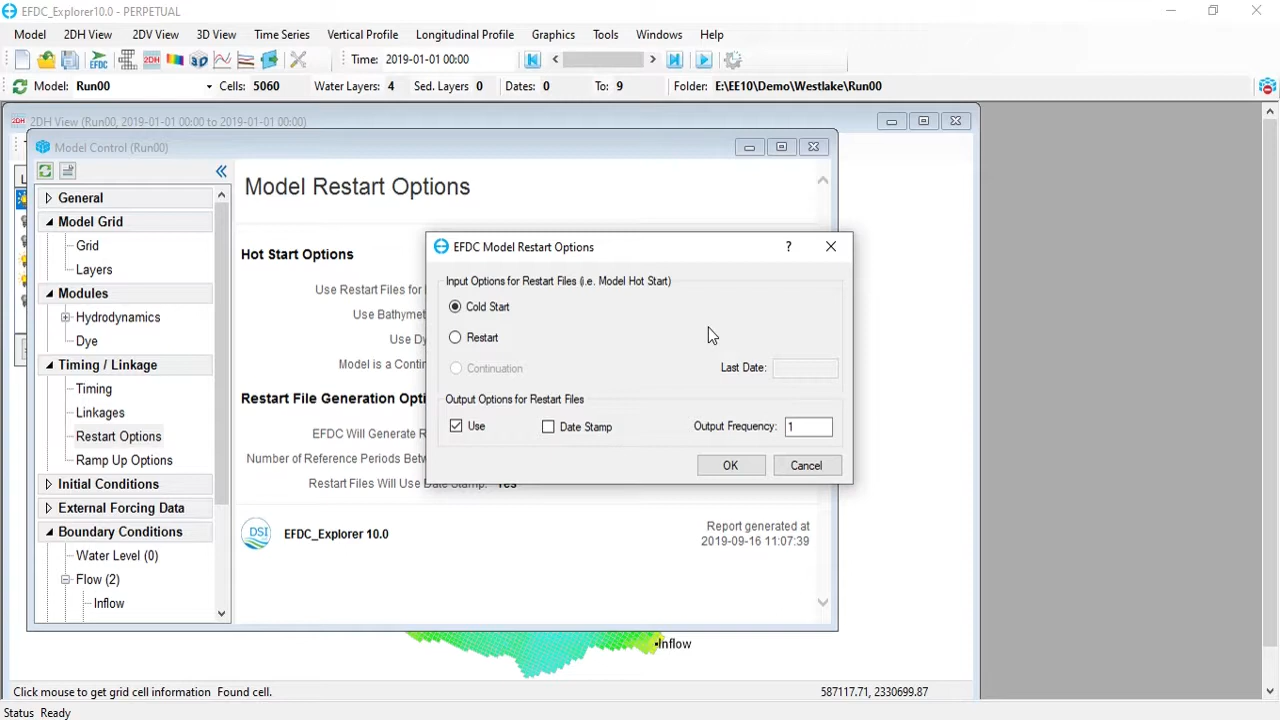 EFDC_Explorer10.0 - PERPETUAL
Model 2DH View 2DV View 3D View Time Series Vertical Profile Longitudinal Profile Graphics Tools Windows Help
EFDC 2DH 3D Time: 2019-01-01 00:00
Model: Run00 Cells: 5060 Water Layers: 4 Sed. Layers 0 Dates: 0 To: 9 Folder: E:\EE10\Demo\Westlake\Run00
2DH 2DH View (Run00, 2019-01-01 00:00 to 2019-01-01 00:00)
Model Control (Run00)
General
Model Grid
Grid
Layers
Modules
Hydrodynamics
Dye
Timing / Linkage
Timing
Linkages
Restart Options
Ramp Up Options
Initial Conditions
External Forcing Data
Boundary Conditions
Water Level (0)
Flow (2)
Inflow
Model Restart Options
Hot Start Options
Use Restart Files for
Use Bathyme
Use Dy
Model is a Conti
Restart File Generation Opti
EFDC Will Generate R
Number of Reference Periods Betw
Restart Files Will Use Date Stamp: Yes
DSI EFDC_Explorer 10.0
Report generated at
2019-09-16 11:07:39
EFDC Model Restart Options ?
Input Options for Restart Files (i.e. Model Hot Start)
Cold Start
Restart
Continuation Last Date:
Output Options for Restart Files
Use Date Stamp Output Frequency: 1
OK Cancel
Inflow
Click mouse to get grid cell information Found cell. 587117.71, 2330699.87
Status Ready